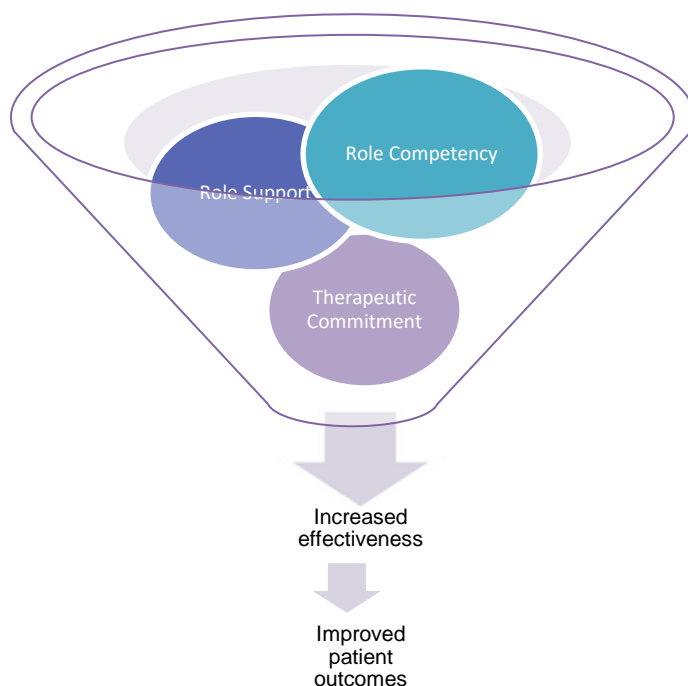 Role Competency
Role Support
Therapeutic
Commitment
Increased
effectiveness
Improved
patient
outcomes